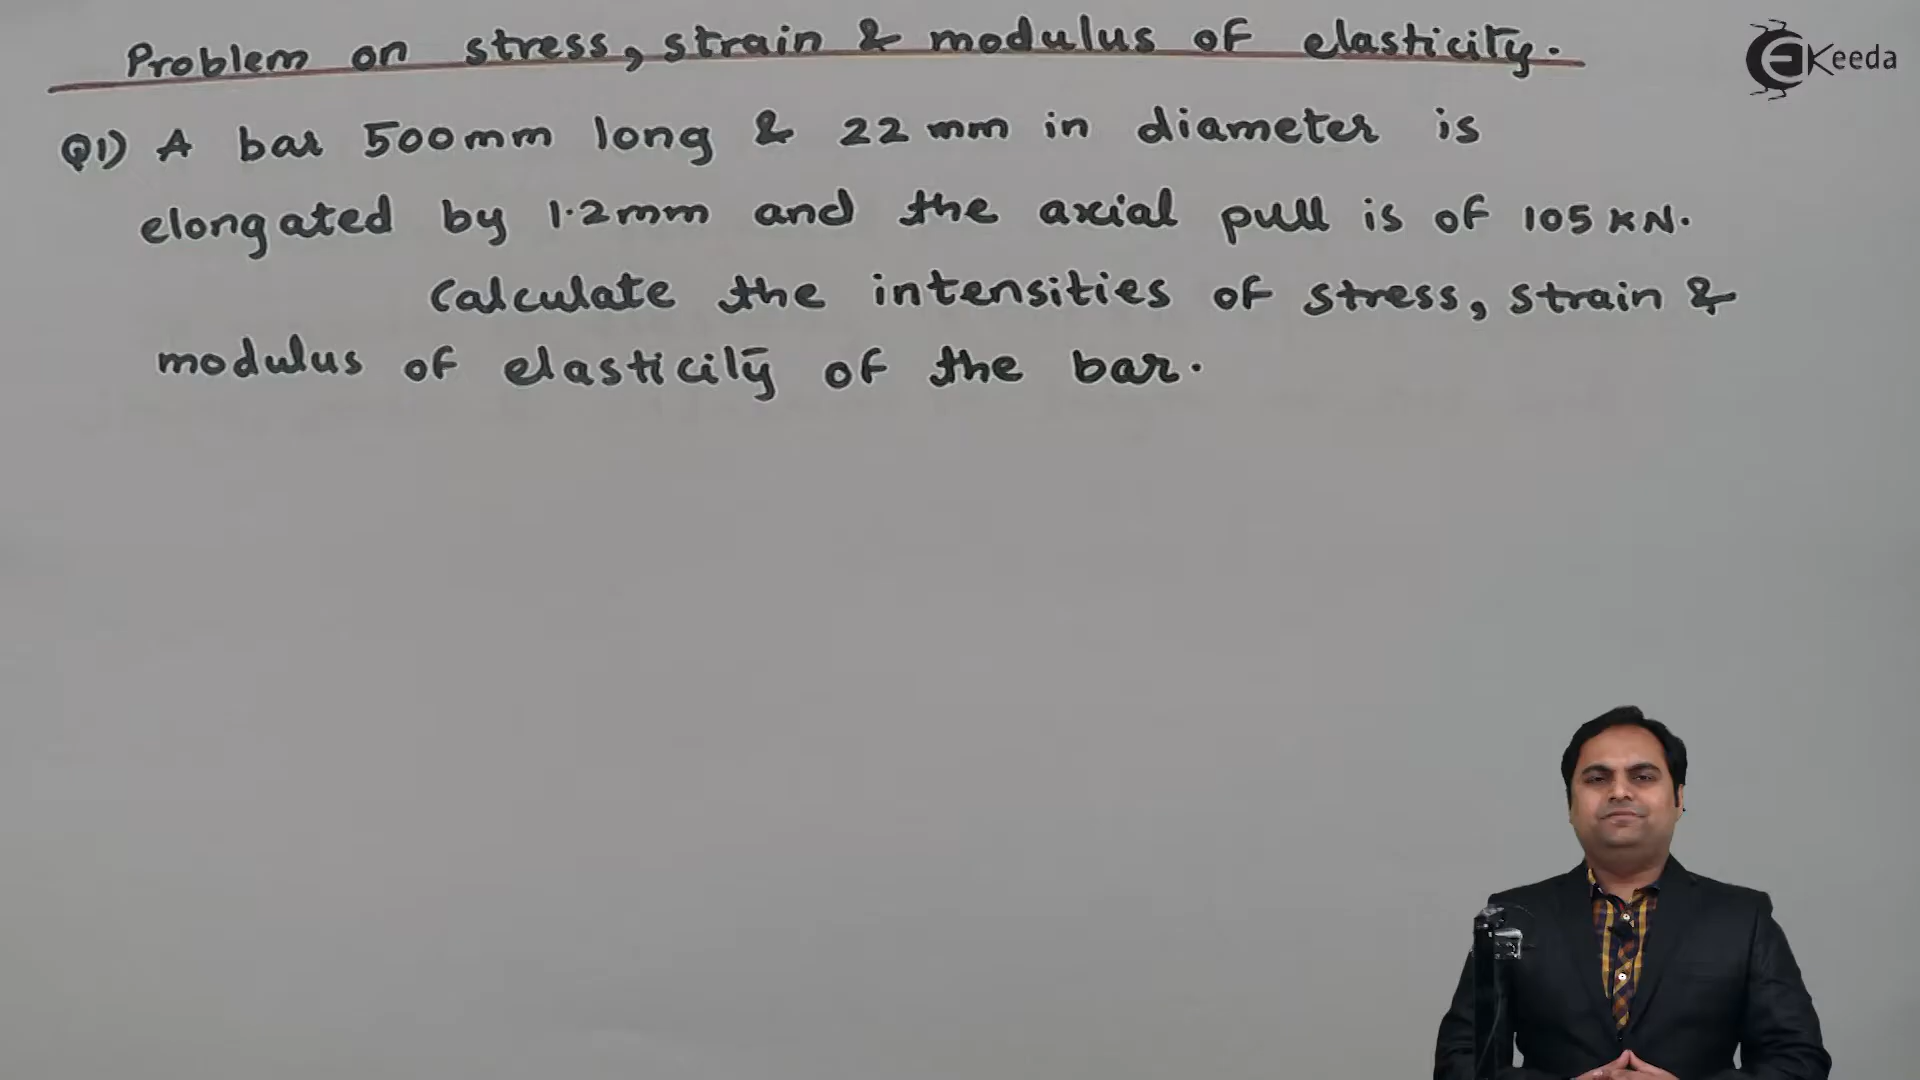 Problem on stress, strain & modulus of elasticity.
Keeda
Q1) A bar 500mm long & 22 mm in diameter is
elongated by 1.2mm and the axial pull is of 105 KN.
Calculate the intensities of stress, strain &
modulus of elasticity of the bar.